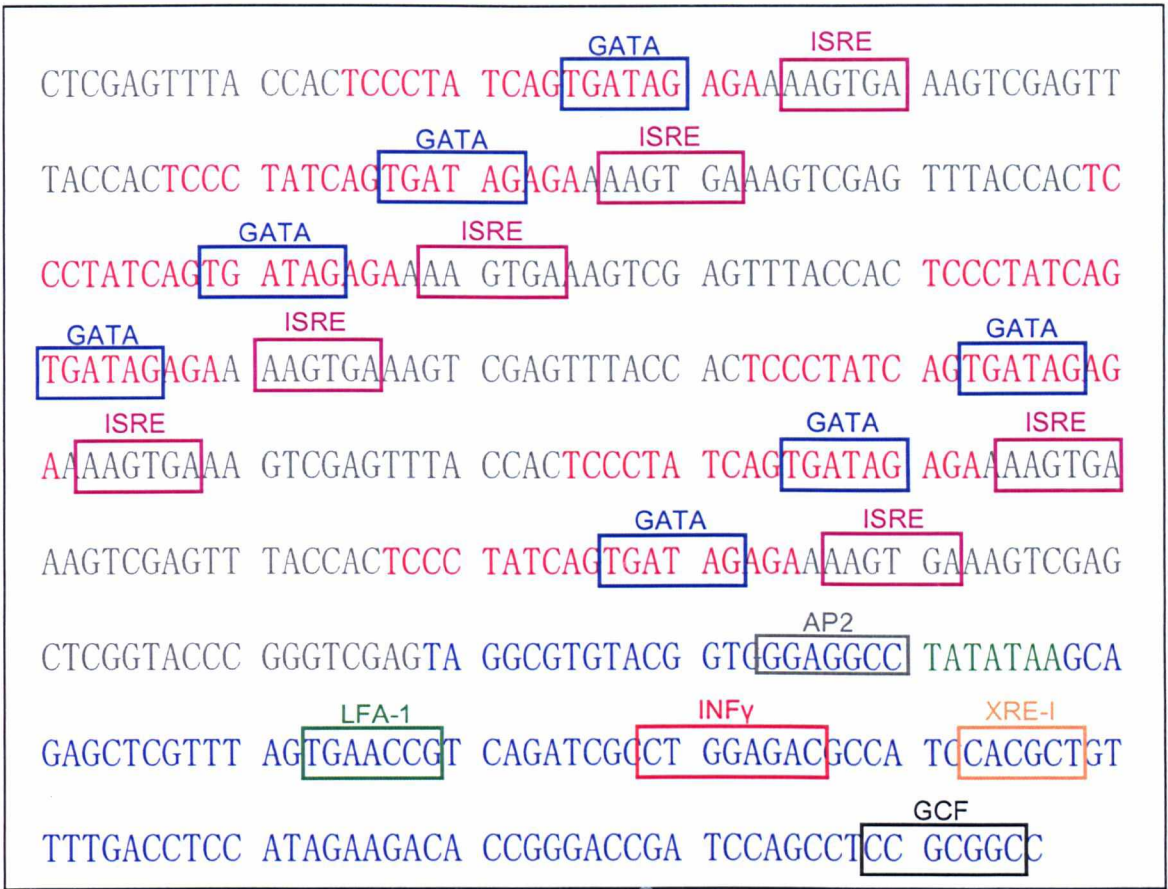 GATA ISRE
CTCGAGTTTA CCACTCCCTA TCAGTGATAG AGAAAAGTGA AAGTCGAGTT
GATA ISRE
TACCACTCCC TATCAGTGAT AGAGAAAAGT GAAAGTCGAG TTTACCACTC
GATA ISRE
CCTATCAGTG ATAGAGAAAA GTGAAAGTCG AGTTTACCAC TCCCTATCAG
GATA ISRE GATA
TGATAGAGAA AAGTGAAAGT CGAGTTTACC ACTCCCTATC AGTGATAGAG
ISRE GATA ISRE
AAAAGTGAAA GTCGAGTTTA CCACTCCCTA TCAGTGATAG AGAAAAGTGA
GATA ISRE
AAGTCGAGTT TACCACTCCC TATCAGTGAT AGAGAAAAGT GAAAGTCGAG
AP2
CTCGGTACCC GGGTCGAGTA GGCGTGTACG GTGGGAGGCC TATATAAGCA
LFA-1 INFγ XRE-I
GAGCTCGTTT AGTGAACCGT CAGATCGCCT GGAGACGCCA TCCACGCTGT
GCF
TTTGACCTCC ATAGAAGACA CCGGGACCGA TCCAGCCTCC GCGGCC